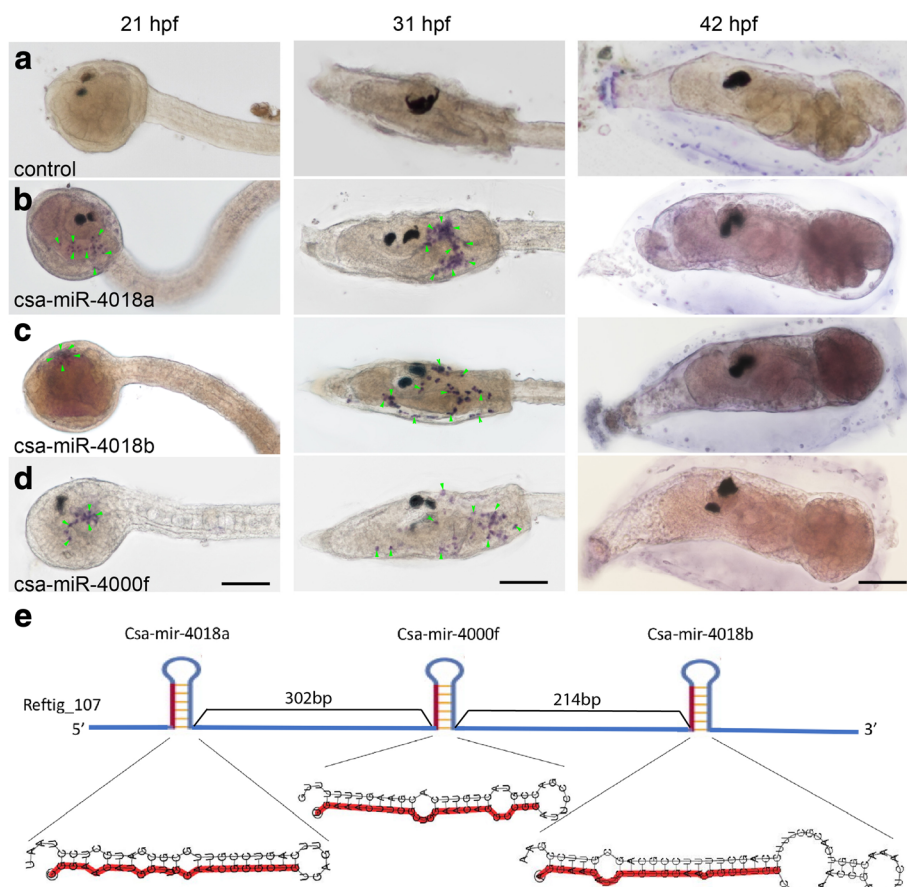 21 hpf 31 hpf 42 hpf
a
control
b
csa-miR-4018a
c
csa-miR-4018b
d
csa-miR-4000f
e
Csa-mir-4018a Csa-mir-4000f Csa-mir-4018b
302bp 214bp
Reftig_107
5′ 3′